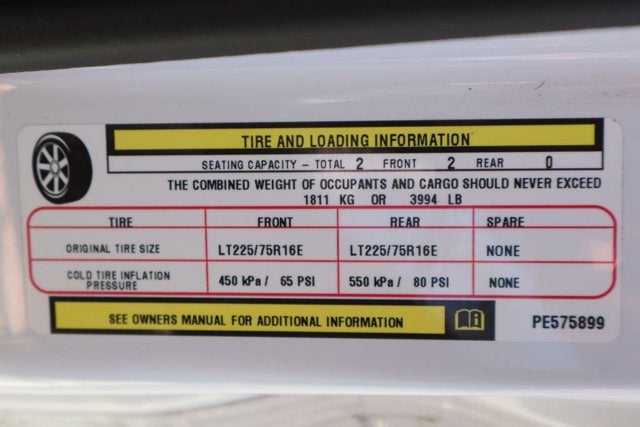 TIRE AND LOADING INFORMATION
SEATING CAPACITY – TOTAL 2 FRONT 2 REAR 0
THE COMBINED WEIGHT OF OCCUPANTS AND CARGO SHOULD NEVER EXCEED
1811 KG OR 3994 LB
TIRE FRONT REAR SPARE
ORIGINAL TIRE SIZE LT225/75R16E LT225/75R16E NONE
COLD TIRE INFLATION
PRESSURE 450 kPa / 65 PSI 550 kPa / 80 PSI NONE
SEE OWNERS MANUAL FOR ADDITIONAL INFORMATION PE575899